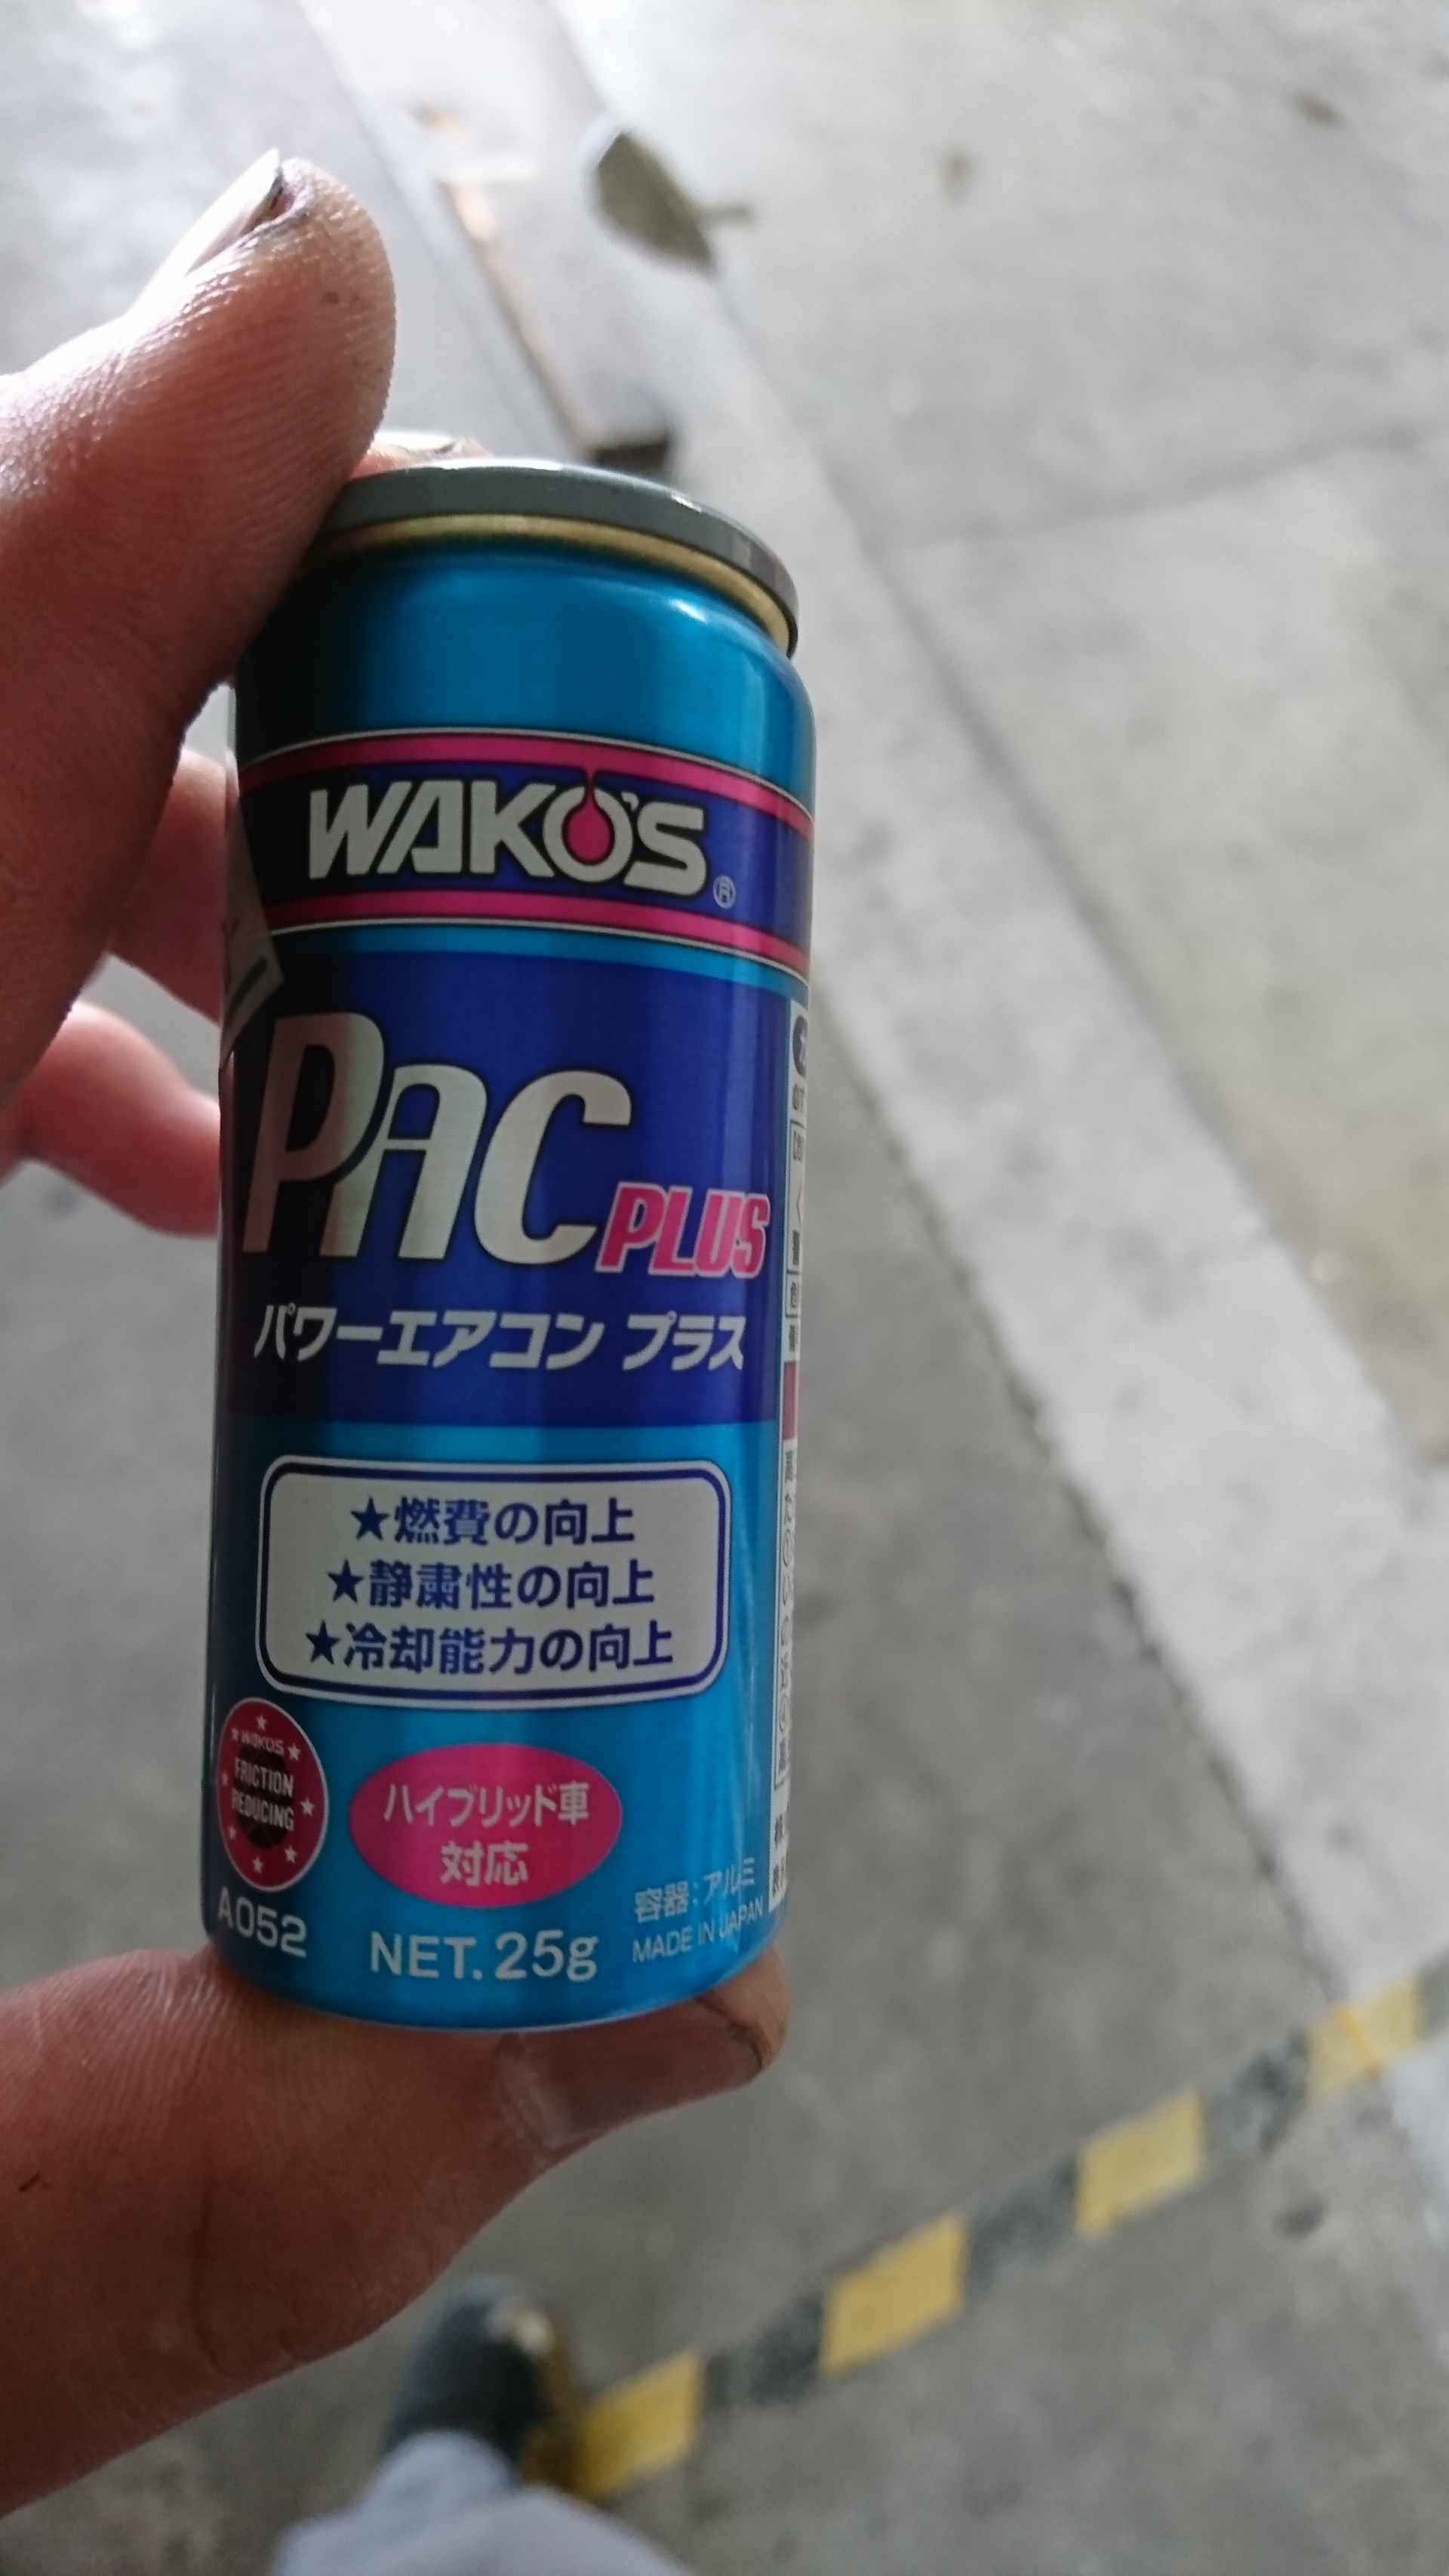 WAKO'S®
PAC PLUS
パワーエアコン プラス
★燃費の向上
★静粛性の向上
★冷却能力の向上
WAKO'S
FRICTION
REDUCING
ハイブリッド車
対応
A052
NET. 25g
容器:アルミ
MADE IN JAPAN